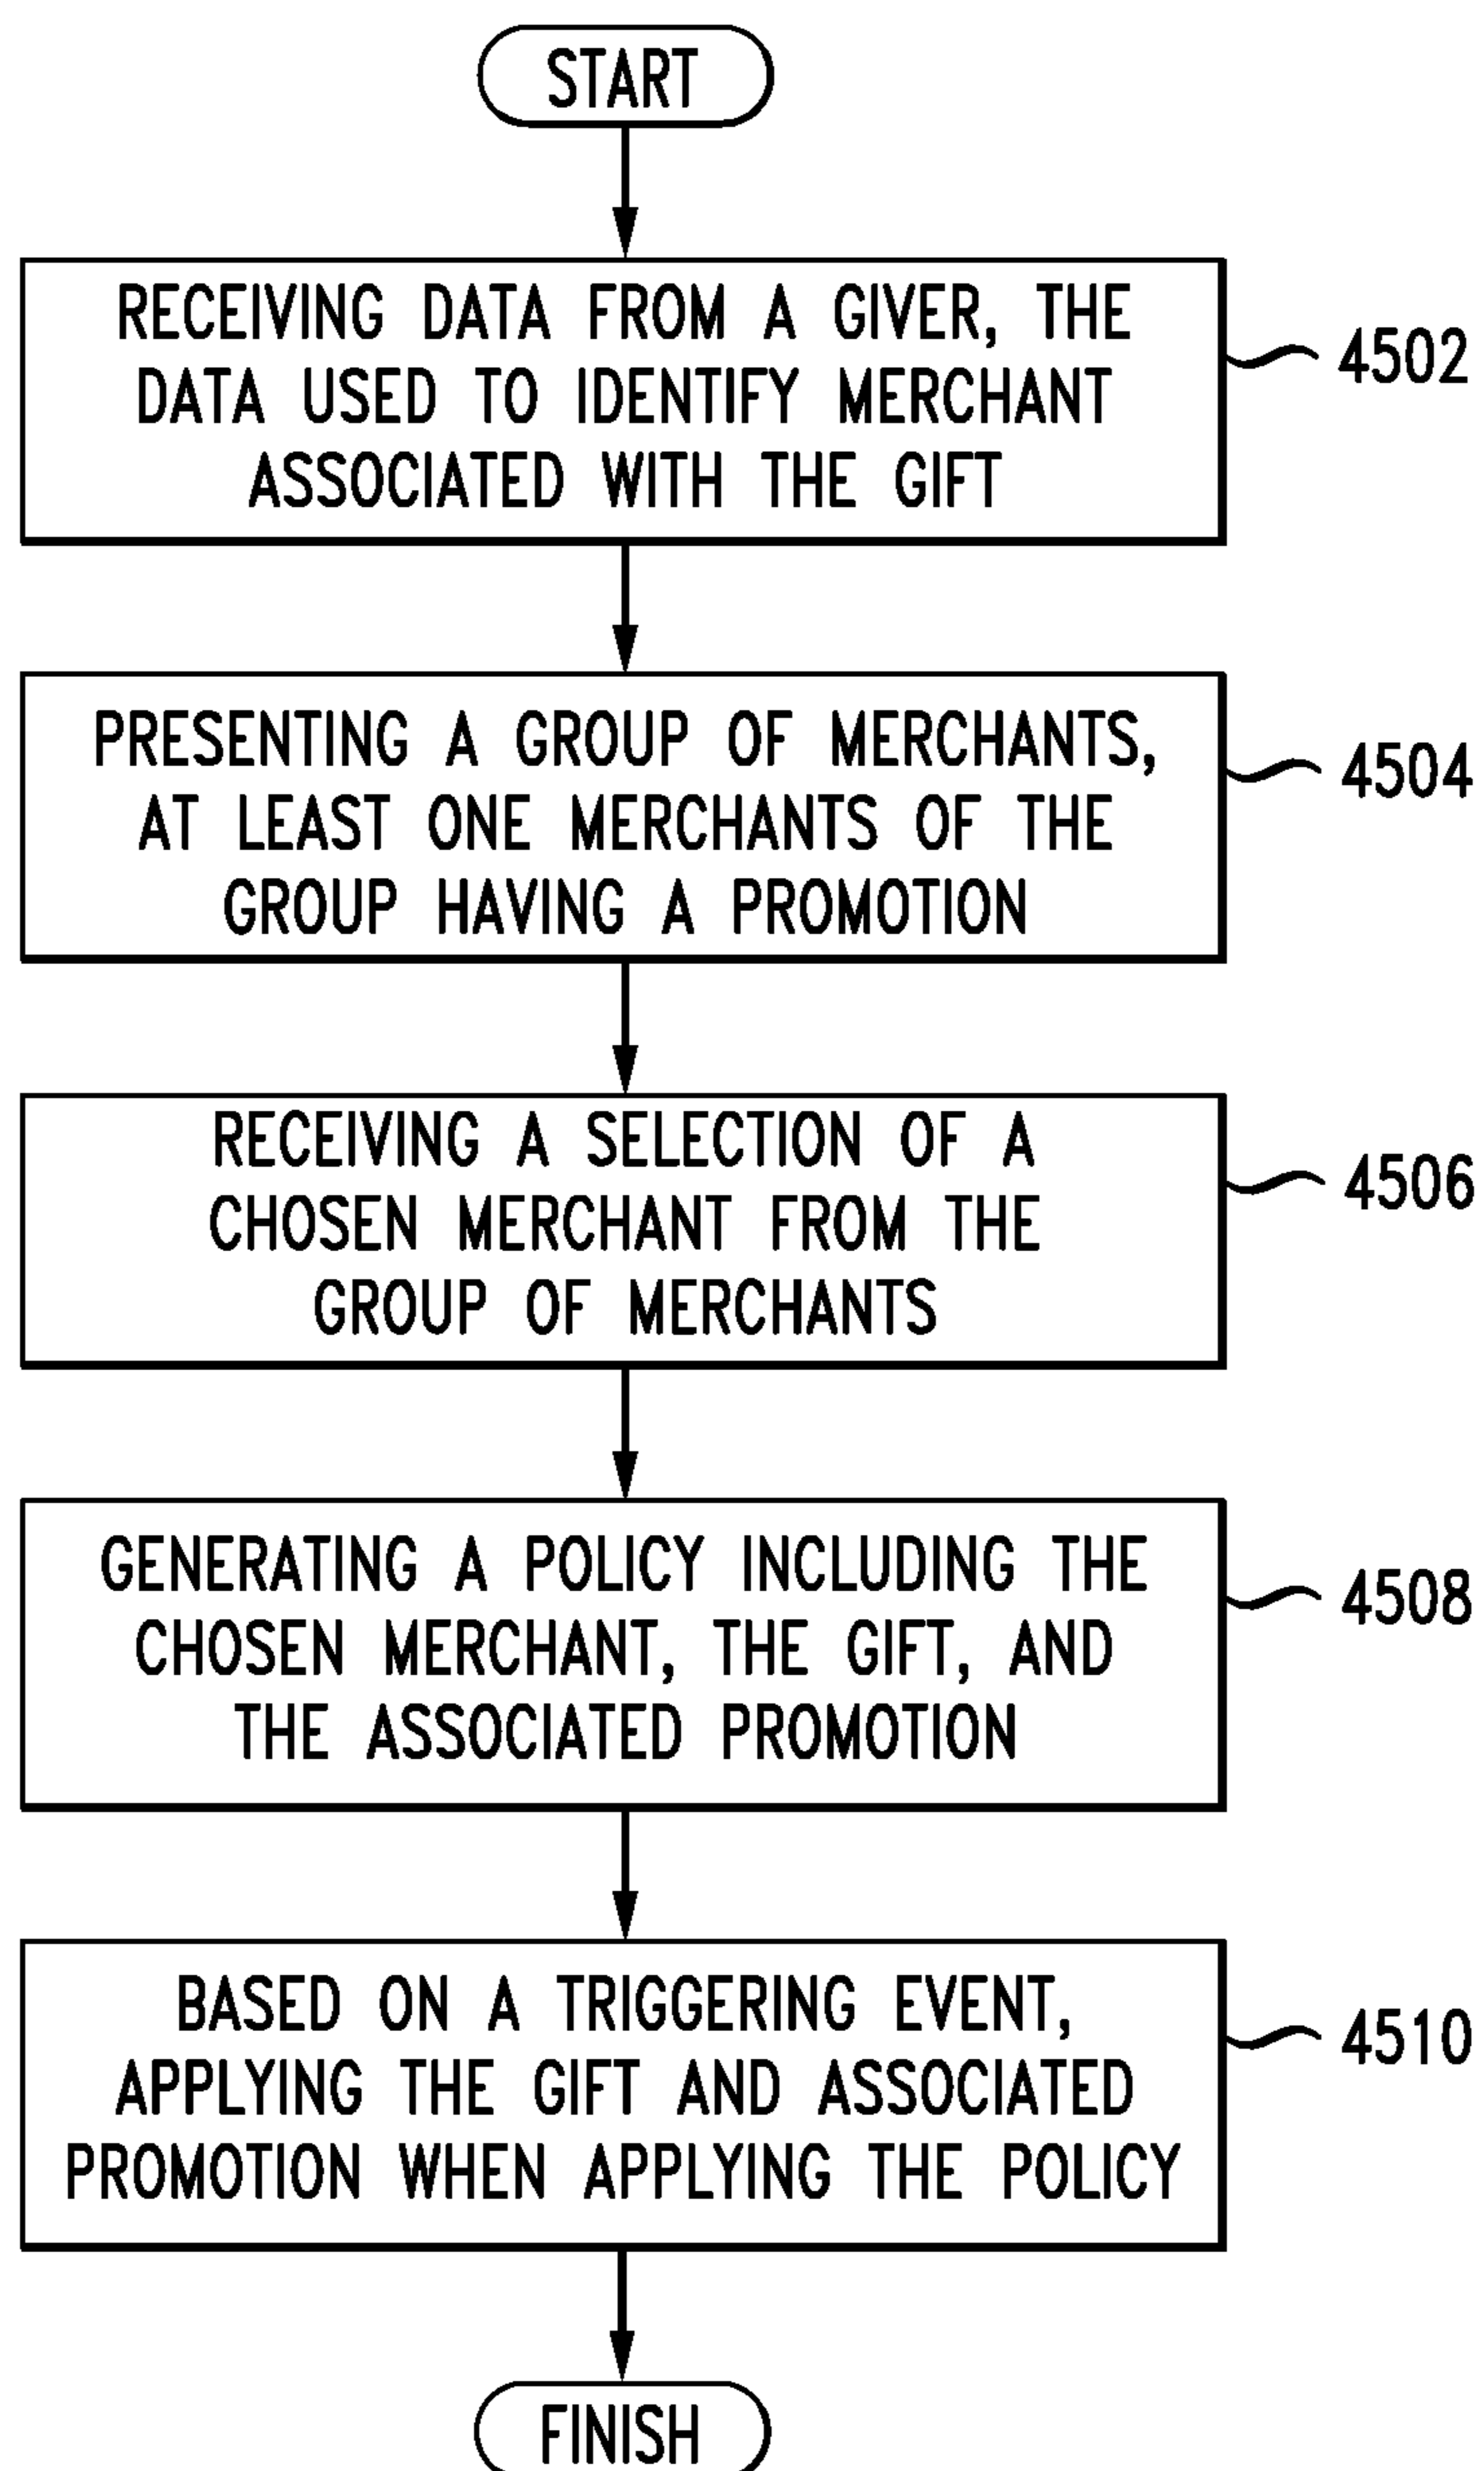 START
RECEIVING DATA FROM A GIVER, THE
DATA USED TO IDENTIFY MERCHANT
ASSOCIATED WITH THE GIFT
4502
PRESENTING A GROUP OF MERCHANTS,
AT LEAST ONE MERCHANTS OF THE
GROUP HAVING A PROMOTION
4504
RECEIVING A SELECTION OF A
CHOSEN MERCHANT FROM THE
GROUP OF MERCHANTS
4506
GENERATING A POLICY INCLUDING THE
CHOSEN MERCHANT, THE GIFT, AND
THE ASSOCIATED PROMOTION
4508
BASED ON A TRIGGERING EVENT,
APPLYING THE GIFT AND ASSOCIATED
PROMOTION WHEN APPLYING THE POLICY
4510
FINISH